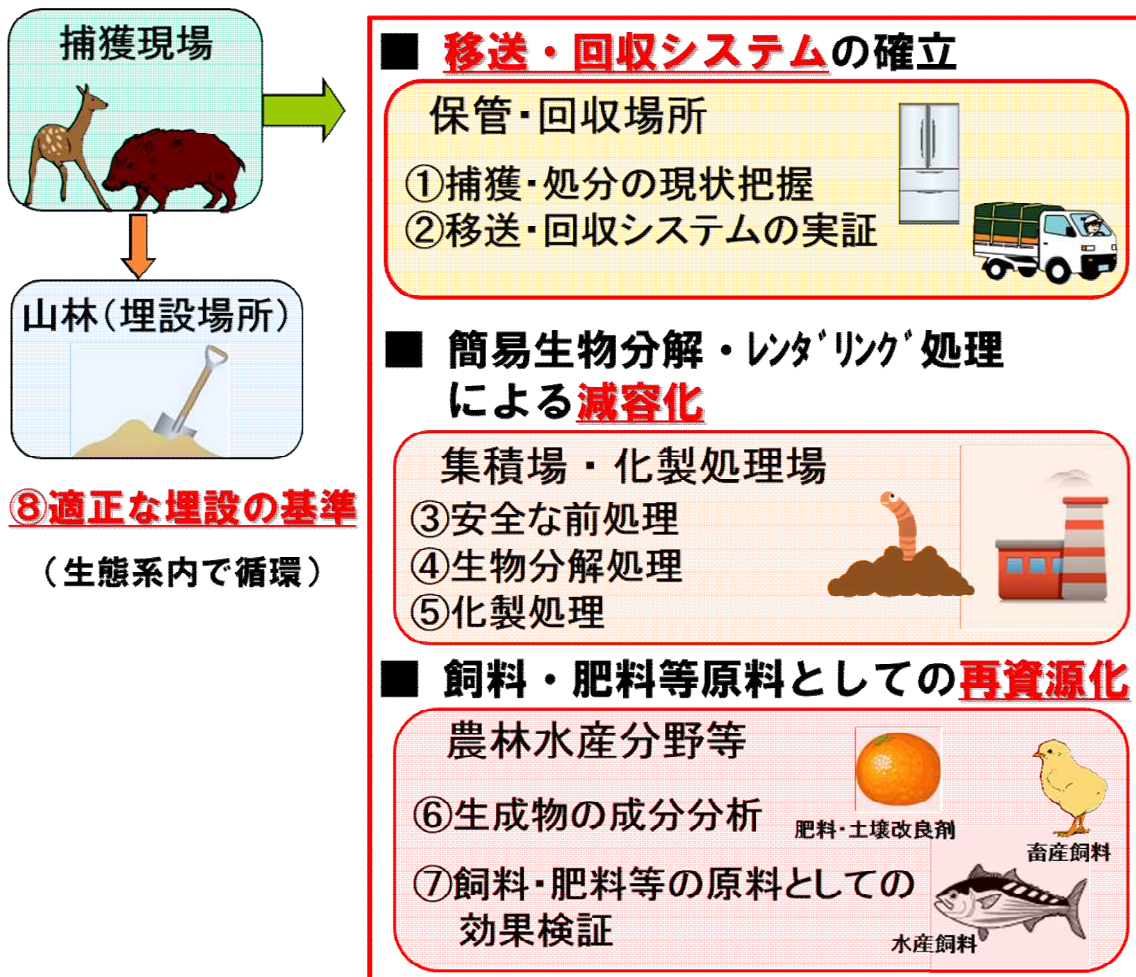 捕獲現場
山林(埋設場所)
⑧適正な埋設の基準
(生態系内で循環)
■ 移送・回収システムの確立
保管・回収場所
①捕獲・処分の現状把握
②移送・回収システムの実証
■ 簡易生物分解・レンダリング処理
による減容化
集積場・化製処理場
③安全な前処理
④生物分解処理
⑤化製処理
■ 飼料・肥料等原料としての再資源化
農林水産分野等
⑥生成物の成分分析
肥料・土壌改良剤
畜産飼料
⑦飼料・肥料等の原料としての
効果検証
水産飼料